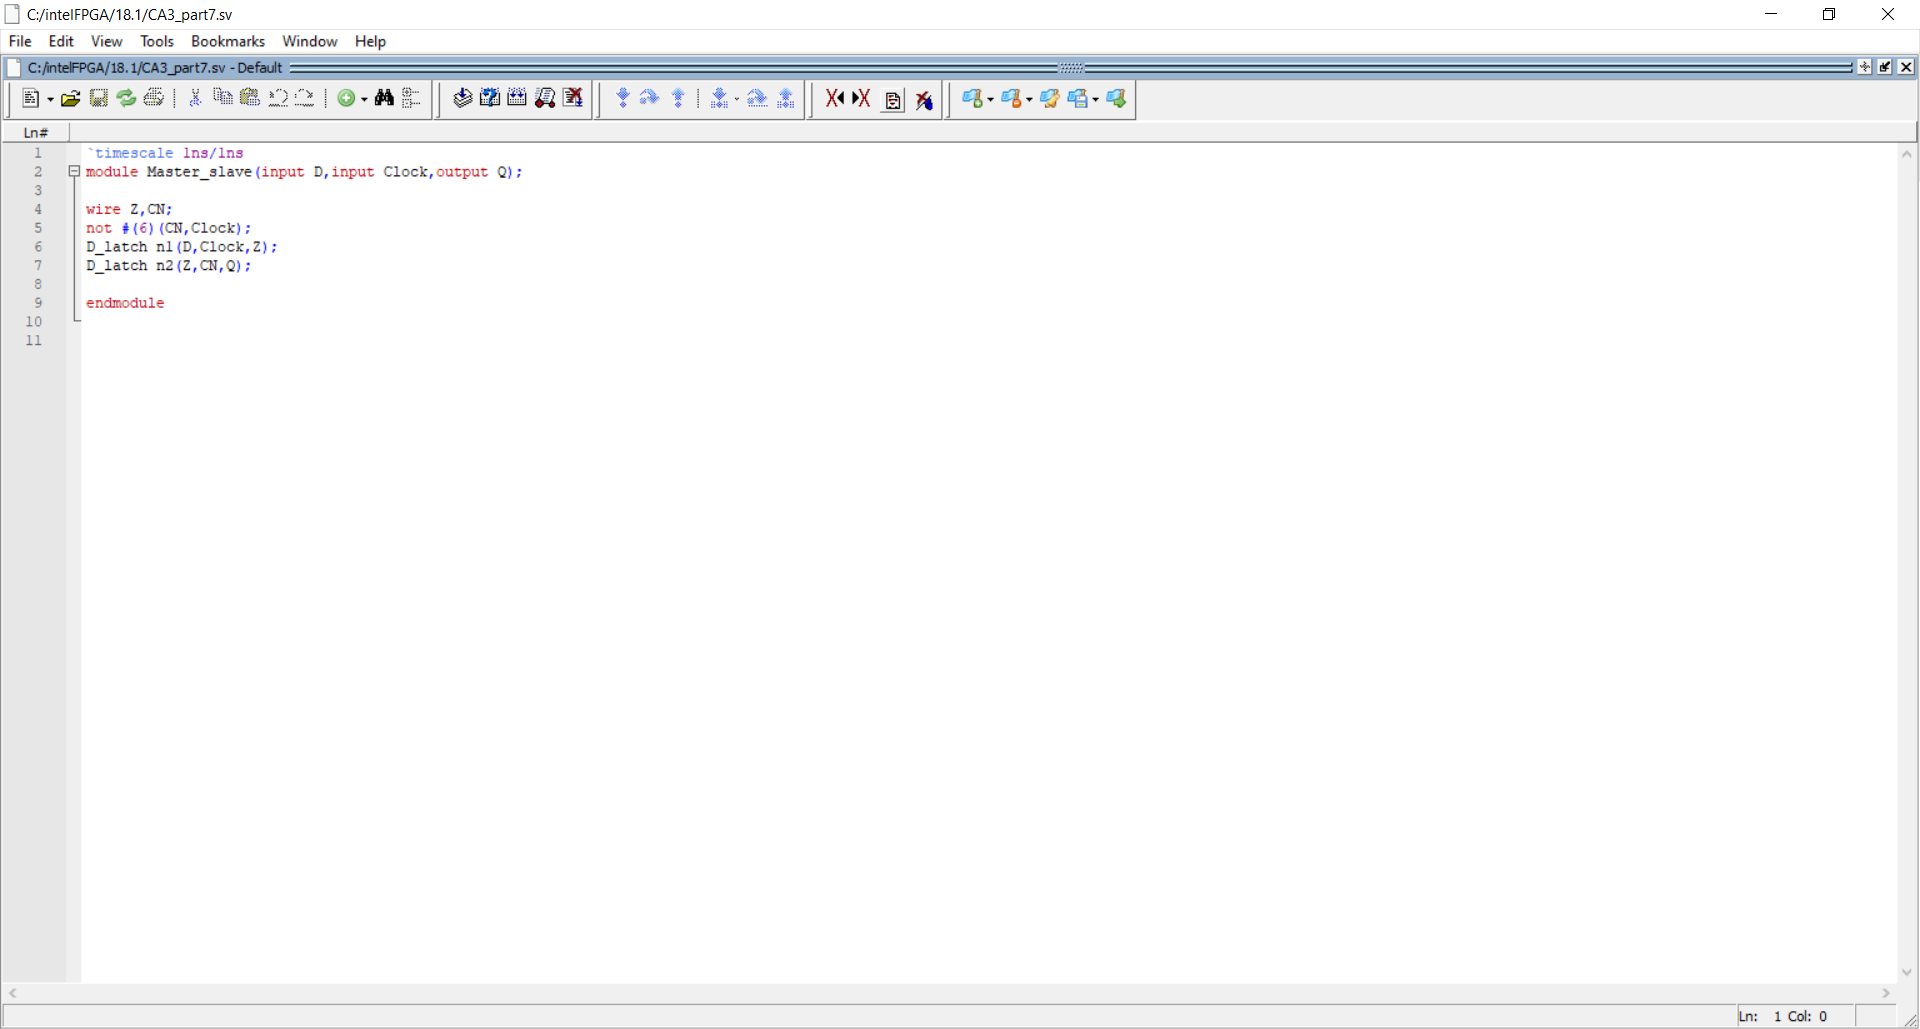 C:/intelFPGA/18.1/CA3_part7.sv
File Edit View Tools Bookmarks Window Help
C:/intelFPGA/18.1/CA3_part7.sv - Default
Ln#
1 `timescale 1ns/1ns
2 module Master_slave(input D,input Clock,output Q);
3
4 wire Z,CN;
5 not #(6)(CN,Clock);
6 D_latch n1(D,Clock,Z);
7 D_latch n2(Z,CN,Q);
8
9 endmodule
10
11
Ln: 1 Col: 0